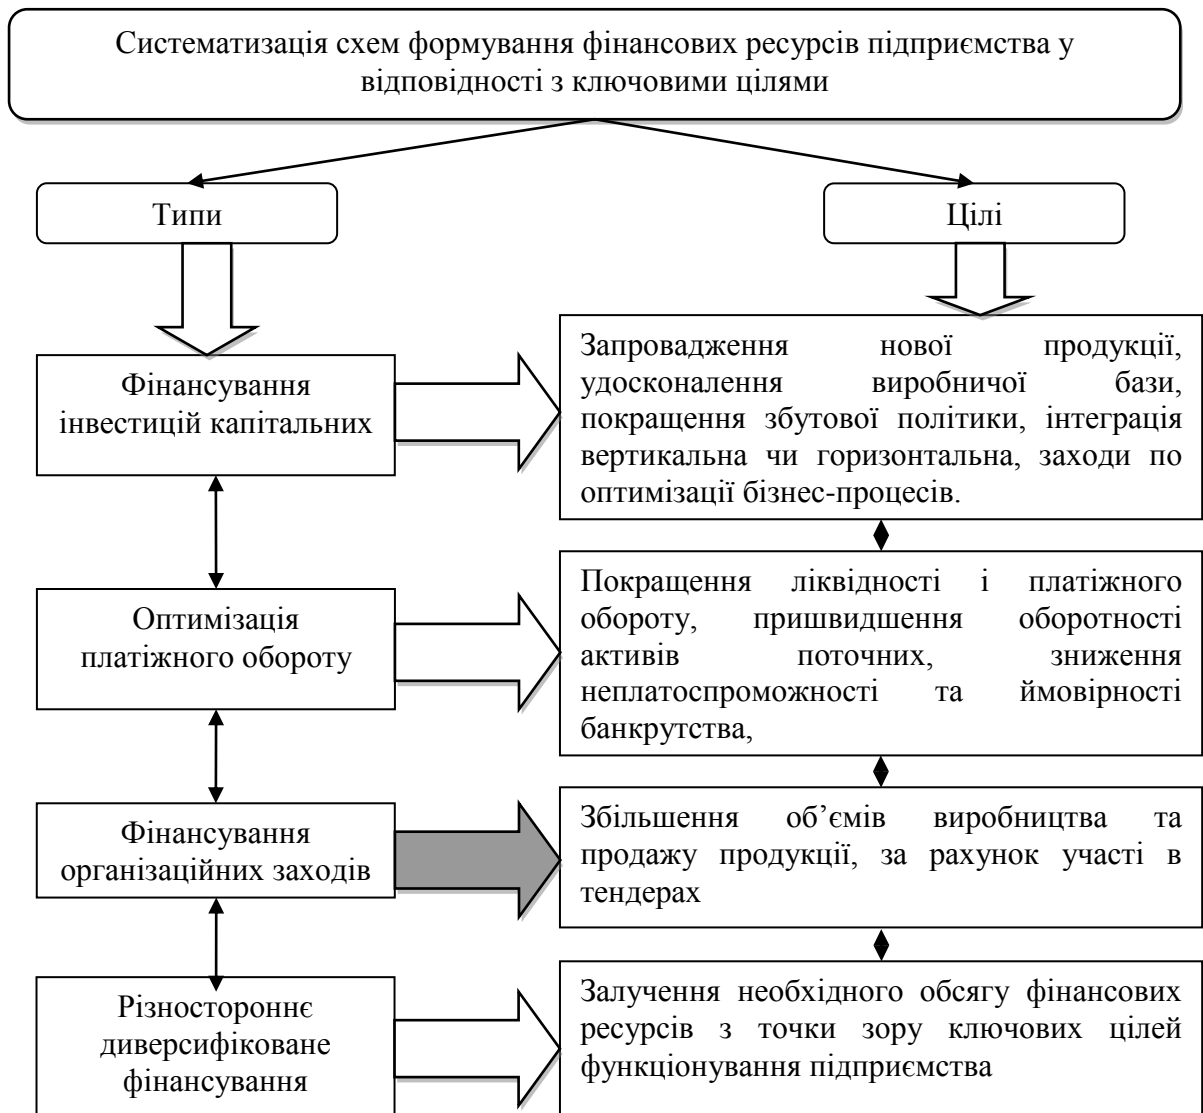 Систематизація схем формування фінансових ресурсів підприємства у
відповідності з ключовими цілями
Типи
Цілі
Фінансування
інвестицій капітальних
Запровадження нової продукції,
удосконалення виробничої бази,
покращення збутової політики, інтеграція
вертикальна чи горизонтальна, заходи по
оптимізації бізнес-процесів.
Оптимізація
платіжного обороту
Покращення ліквідності і платіжного
обороту, пришвидшення оборотності
активів поточних, зниження
неплатоспроможності та ймовірності
банкрутства,
Фінансування
організаційних заходів
Збільшення об’ємів виробництва та
продажу продукції, за рахунок участі в
тендерах
Різностороннє
диверсифіковане
фінансування
Залучення необхідного обсягу фінансових
ресурсів з точки зору ключових цілей
функціонування підприємства